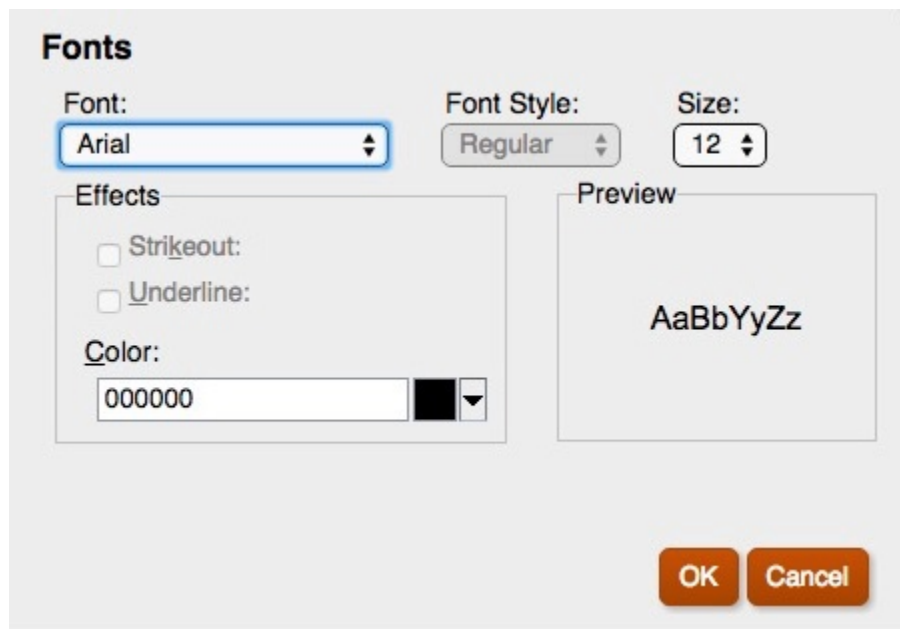 Fonts
Font: Font Style: Size:
Arial Regular 12
Effects
Strikeout:
Underline:
Color:
000000
Preview
AaBbYyZz
OK Cancel